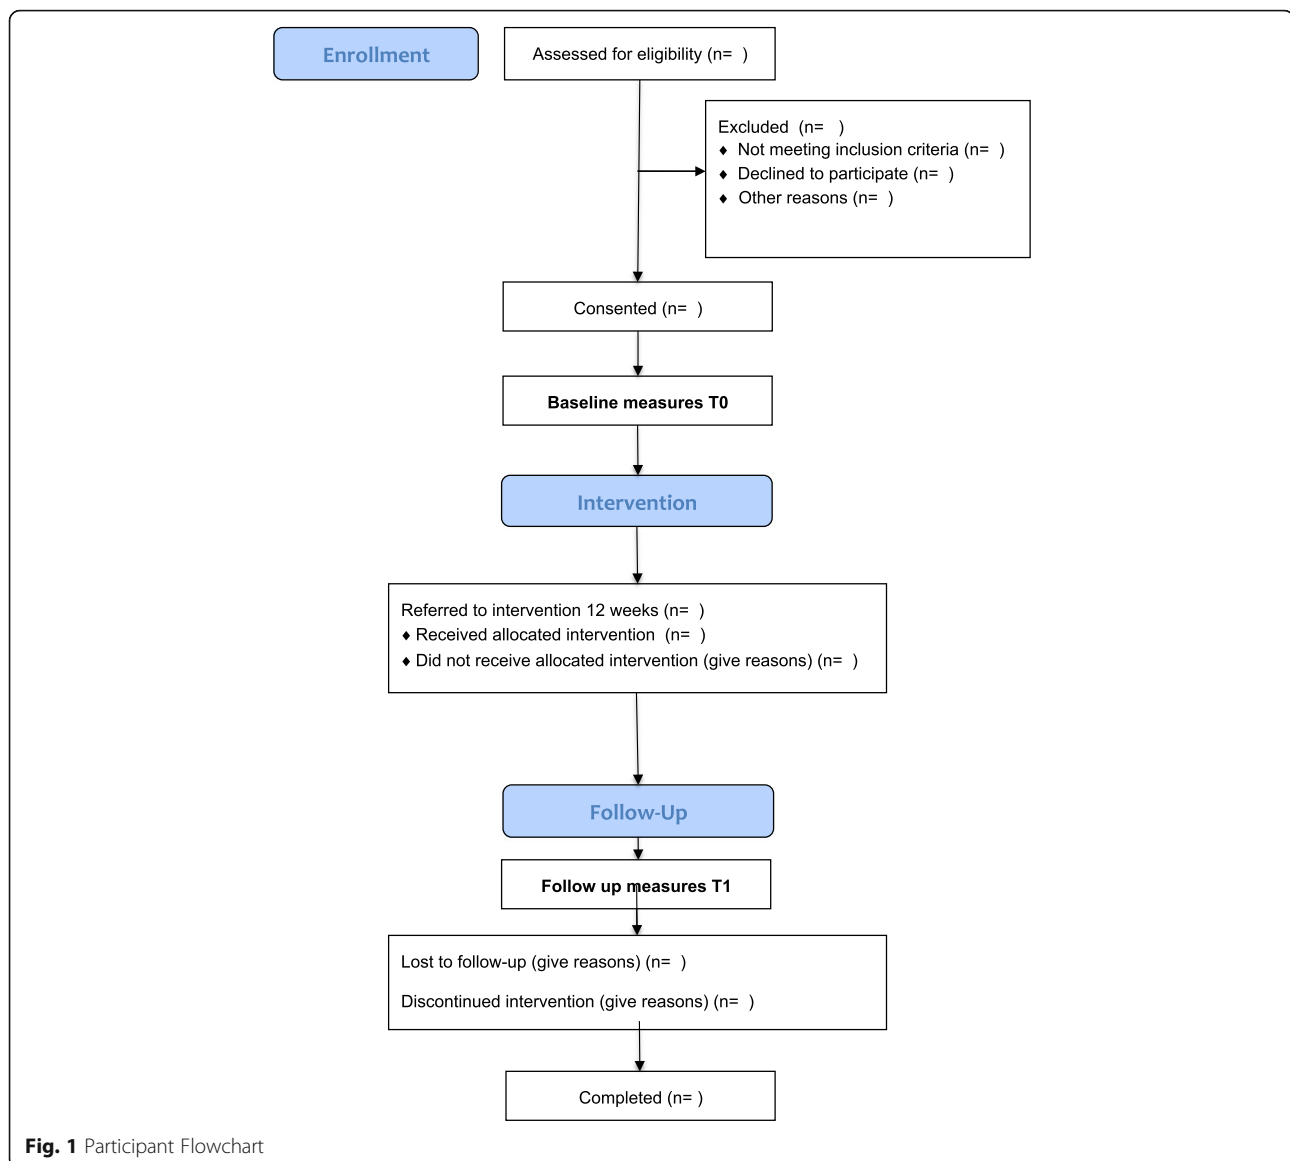 Enrollment
Assessed for eligibility (n=  )
Excluded  (n=   )
♦ Not meeting inclusion criteria (n=  )
♦ Declined to participate (n=  )
♦ Other reasons (n=  )
Consented (n=  )
Baseline measures T0
Intervention
Referred to intervention 12 weeks (n=  )
♦ Received allocated intervention  (n=  )
♦ Did not receive allocated intervention (give reasons) (n=  )
Follow-Up
Follow up measures T1
Lost to follow-up (give reasons) (n=  )
Discontinued intervention (give reasons) (n=  )
Completed (n= )
Fig. 1 Participant Flowchart